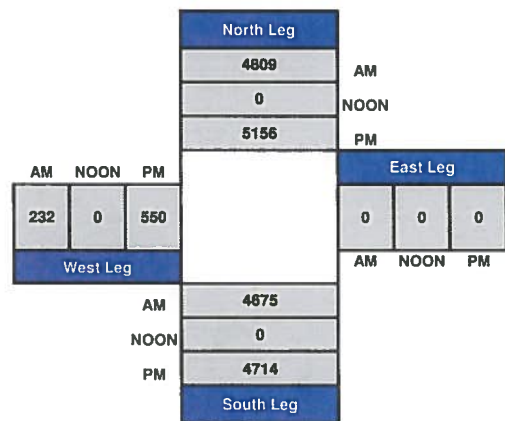 North Leg
4809 AM
0 NOON
5156 PM
AM NOON PM
East Leg
232 0 550
0 0 0
West Leg
AM NOON PM
AM 4675
NOON 0
PM 4714
South Leg